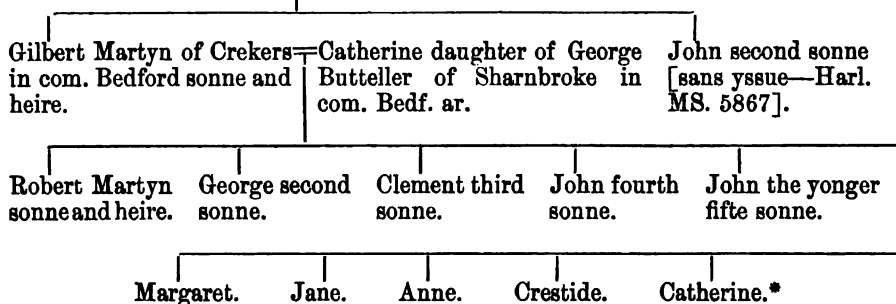 Gilbert Martyn of Crekers
in com. Bedford sonne and
heire.
Catherine daughter of George
Butteller of Sharnbroke in
com. Bedf. ar.
John second sonne
[sans yssue—Harl.
MS. 5867].
Robert Martyn
sonne and heire.
George second
sonne.
Clement third
sonne.
John fourth
sonne.
John the yonger
fifte sonne.
Margaret.
Jane.
Anne.
Crestide.
Catherine.*